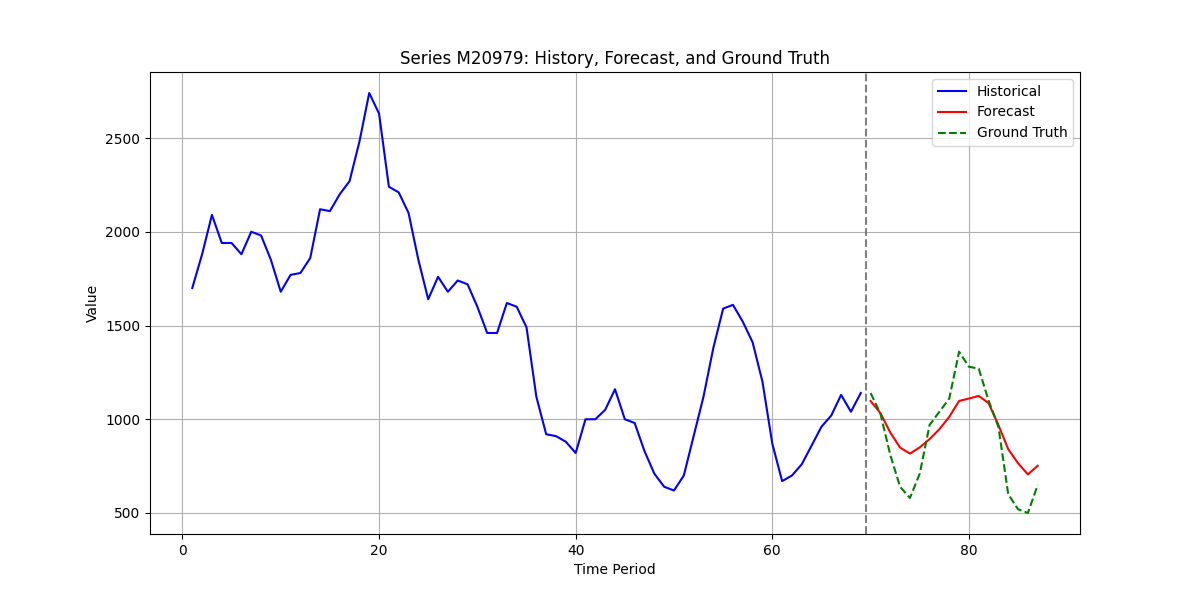 Series M20979: History, Forecast, and Ground Truth
Historical
Forecast
Ground Truth
2500
2000
1500
1000
500
Value
0
20
40
60
80
Time Period